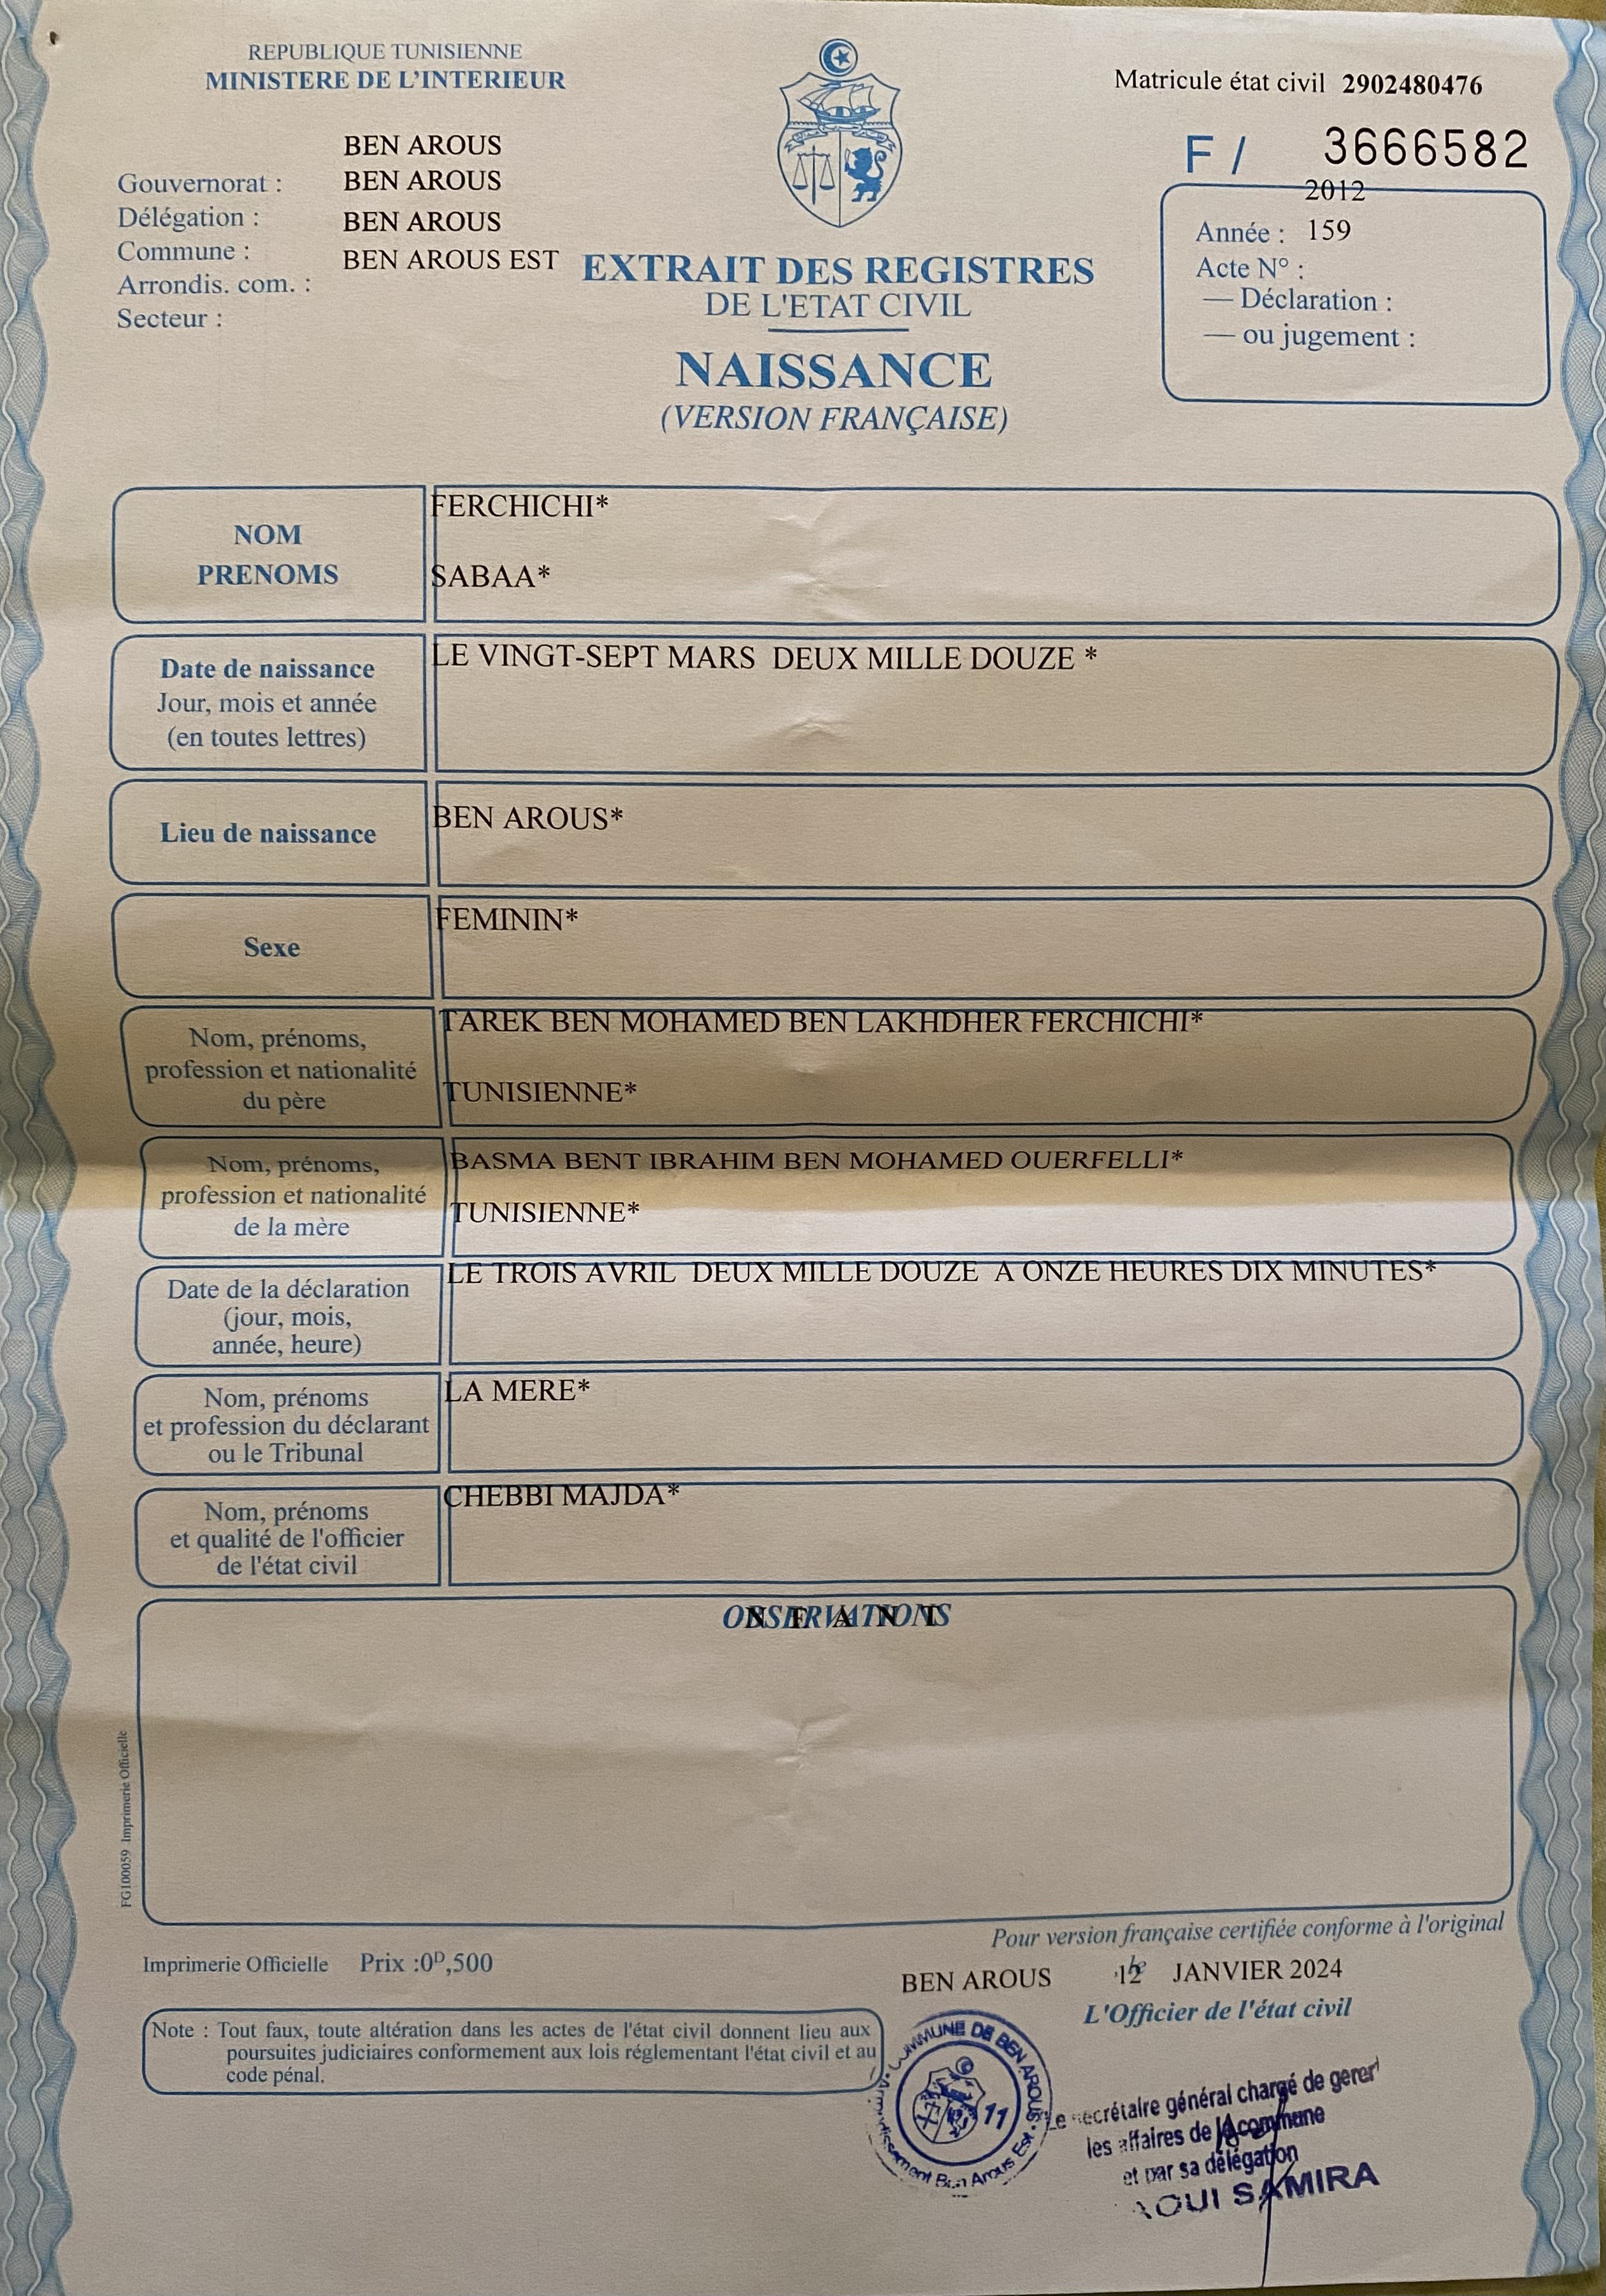 REPUBLIQUE TUNISIENNE
MINISTERE DE L'INTERIEUR
Matricule état civil 2902480476
F / 3666582
BEN AROUS
Gouvernorat : BEN AROUS
Délégation : BEN AROUS
Commune : BEN AROUS EST
Arrondis. com. :
Secteur :
2012
Année : 159
Acte N° :
— Déclaration :
— ou jugement :
EXTRAIT DES REGISTRES
DE L'ETAT CIVIL
NAISSANCE
(VERSION FRANÇAISE)
NOM
PRENOMS
FERCHICHI*
SABAA*
Date de naissance
Jour, mois et année
(en toutes lettres)
LE VINGT-SEPT MARS DEUX MILLE DOUZE *
Lieu de naissance
BEN AROUS*
Sexe
FEMININ*
Nom, prénoms,
profession et nationalité
du père
TAREK BEN MOHAMED BEN LAKHDHER FERCHICHI*
TUNISIENNE*
Nom, prénoms,
profession et nationalité
de la mère
BASMA BENT IBRAHIM BEN MOHAMED OUERFELLI*
TUNISIENNE*
Date de la déclaration
(jour, mois,
année, heure)
LE TROIS AVRIL DEUX MILLE DOUZE A ONZE HEURES DIX MINUTES*
Nom, prénoms
et profession du déclarant
ou le Tribunal
LA MERE*
Nom, prénoms
et qualité de l'officier
de l'état civil
CHEBBI MAJDA*
OBSERVATIONS
N F A N T
FG100059 Imprimerie Officielle
Pour version française certifiée conforme à l'original
Imprimerie Officielle Prix :0ᴰ,500
BEN AROUS le 12 JANVIER 2024
L'Officier de l'état civil
Note : Tout faux, toute altération dans les actes de l'état civil donnent lieu aux
poursuites judiciaires conformement aux lois réglementant l'état civil et au
code pénal.
COMMUNE DE BEN AROUS
11
Ben Arous Est
Le secrétaire général chargé de gerer
les affaires de la commune
et par sa délégation
SAMIRA